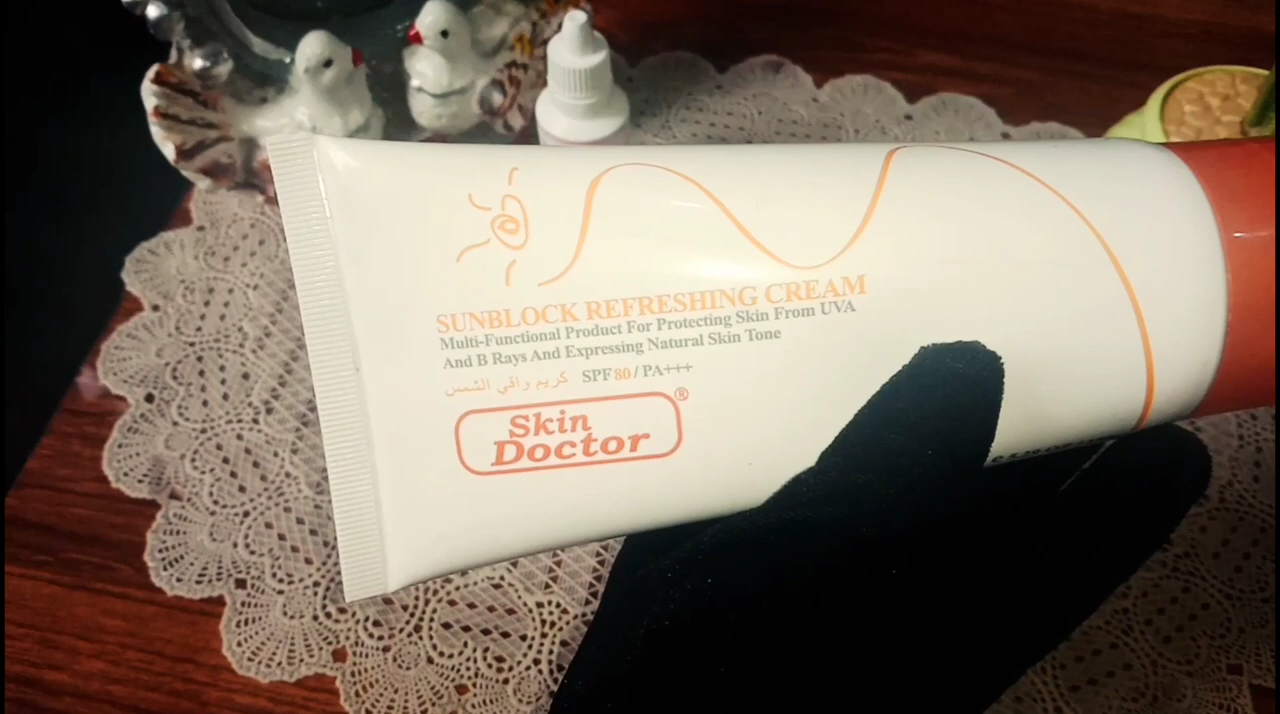 SUNBLOCK REFRESHING CREAM
Multi-Functional Product For Protecting Skin From UVA
And B Rays And Expressing Natural Skin Tone
كريم واقي الشمس SPF 80 / PA+++
Skin ®
Doctor